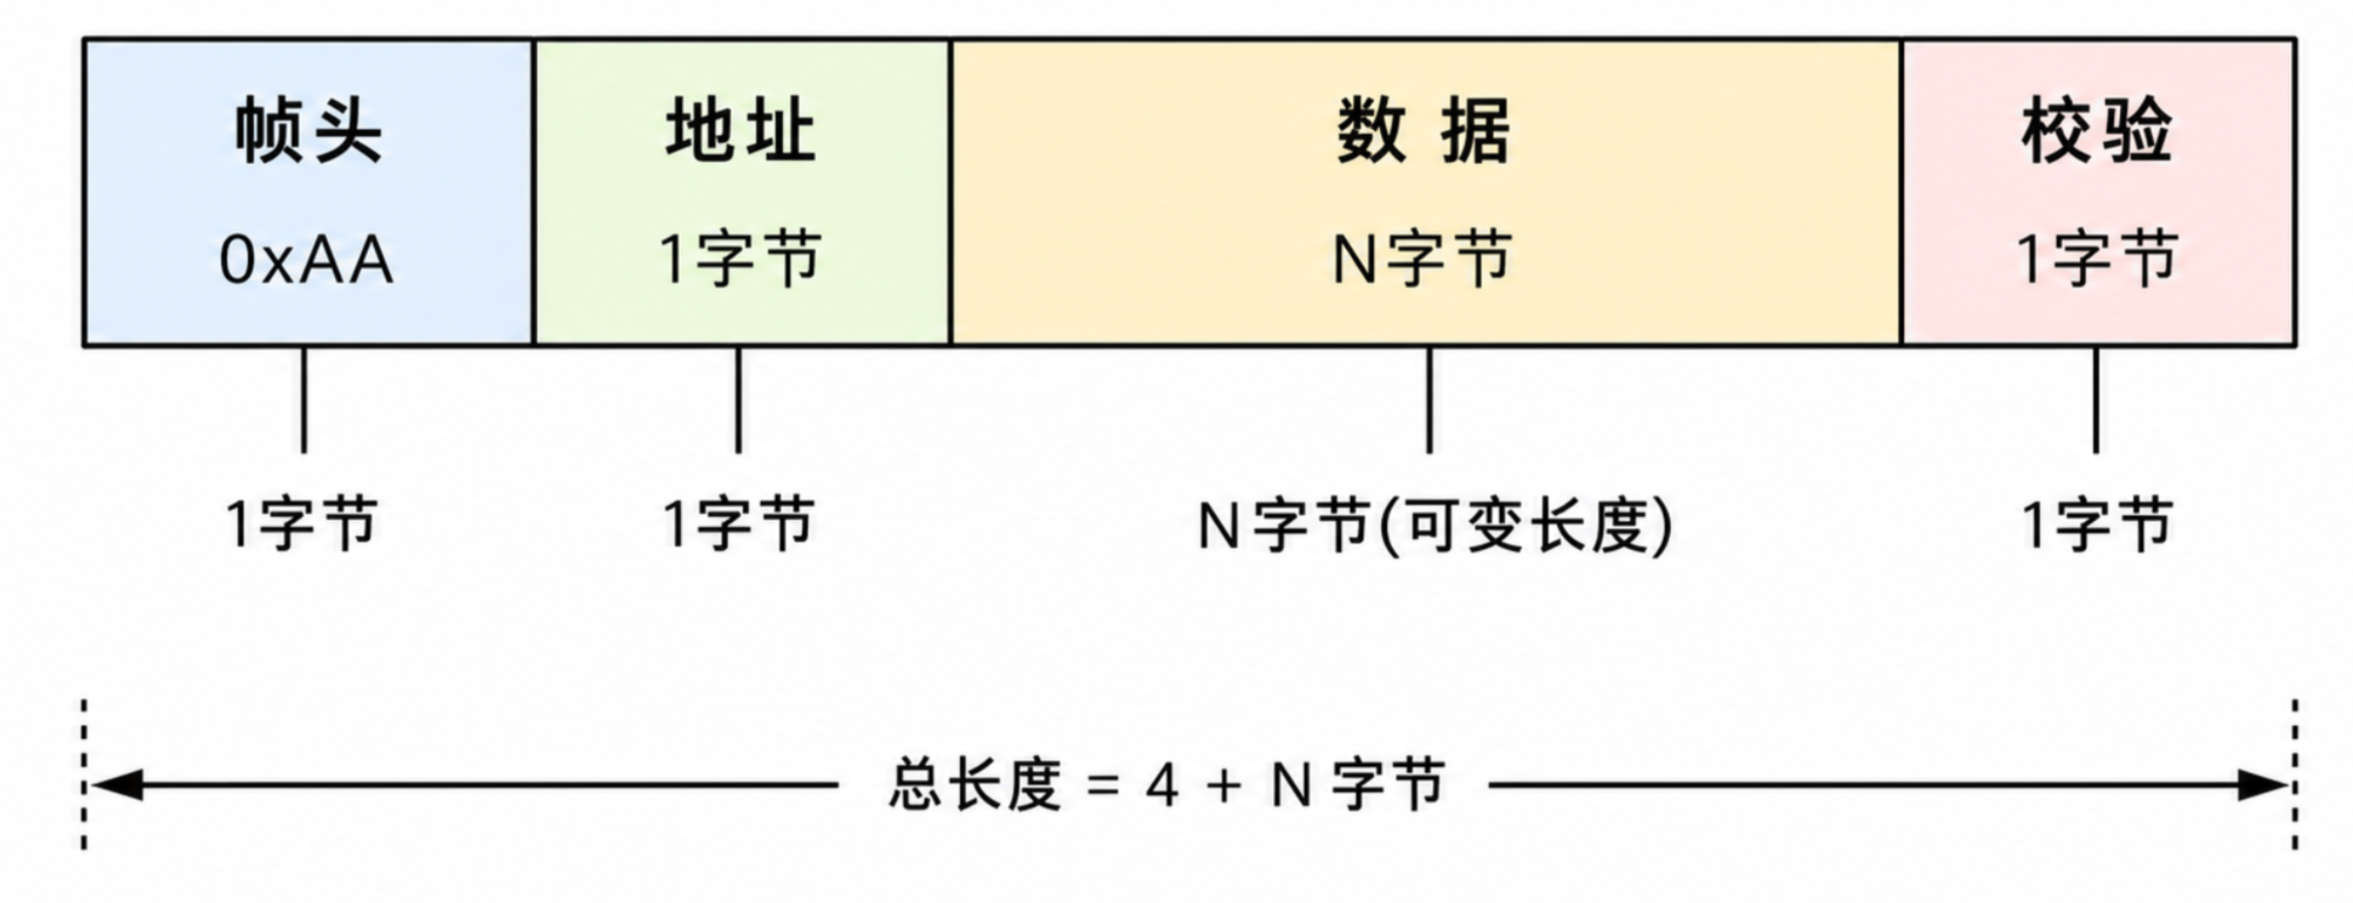 帧头 地址 数据 校验
0xAA 1字节 N字节 1字节
1字节 1字节 N字节(可变长度) 1字节
总长度 = 4 + N 字节